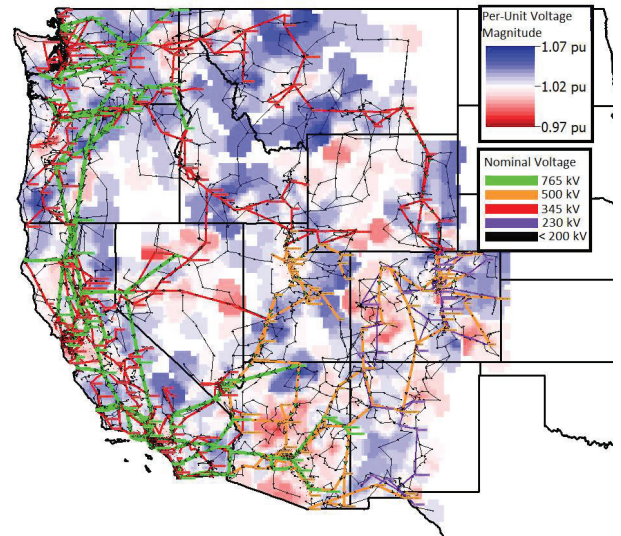 Per-Unit Voltage
Magnitude
1.07 pu
1.02 pu
0.97 pu
Nominal Voltage
765 kV
500 kV
345 kV
230 kV
< 200 kV